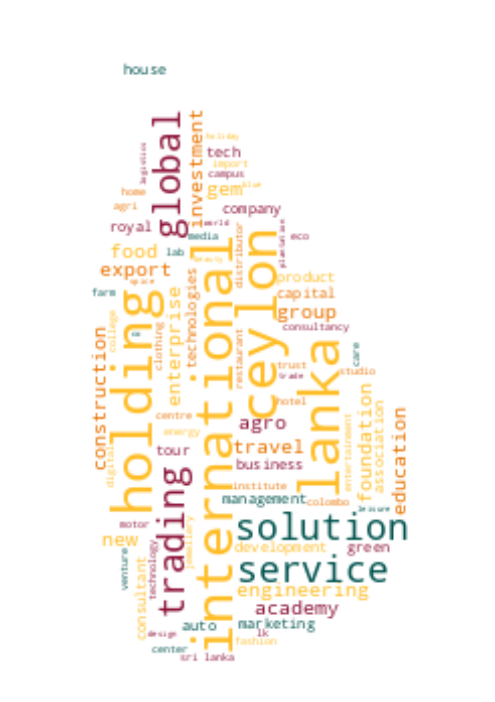 house
global
investment
holiday
logistics
tech
import
campus
home
gem
blue
agri
company
royal
world
media
distributor
plantation
eco
food
lab
beauty
export
spice
product
farm
capital
holding
international
ceylon
technologies
enterprise
group
consultancy
college
clothing
restaurant
lanka
care
construction
trust
trade
studio
hotel
centre
agro
foundation
association
education
energy
travel
entertainment
tour
business
digital
trading
institute
management
colombo
leisure
motor
solution
new
jewellery
development
green
venture
technology
service
consultant
engineering
academy
auto
marketing
design
lk
fashion
center
sri lanka